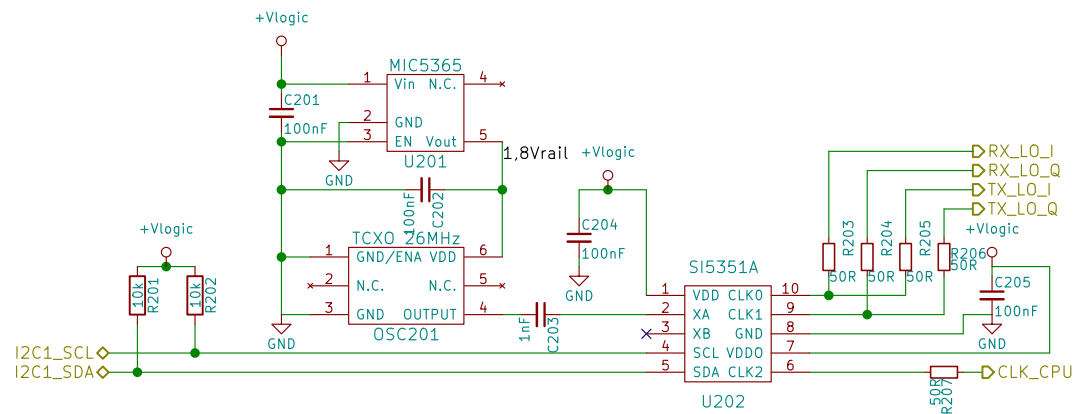 +Vlogic
MIC5365
1 Vin N.C. 4
C201
100nF
2 GND
3 EN Vout 5
U201
GND
1,8Vrail
+Vlogic
100nF
C202
C204
100nF
GND
RX_LO_I
RX_LO_Q
TX_LO_I
TX_LO_Q
+Vlogic
R203
R204
R205
R206
50R
50R
50R
50R
+Vlogic
C205
100nF
GND
TCXO 26MHz
1 GND/ENA VDD 6
2 N.C. N.C. 5
3 GND OUTPUT 4
OSC201
GND
10k
R201
10k
R202
1nF
C203
SI5351A
1 VDD CLK0 10
2 XA CLK1 9
3 XB GND 8
4 SCL VDDO 7
5 SDA CLK2 6
U202
I2C1_SCL
I2C1_SDA
50R
R207
CLK_CPU